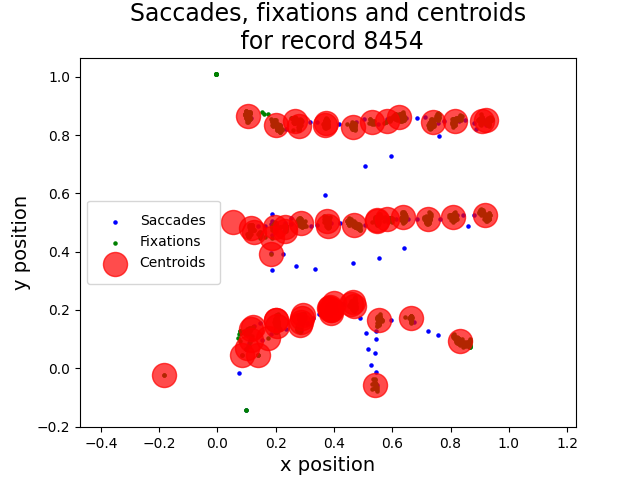 Saccades, fixations and centroids
for record 8454
1.0
0.8
0.6
0.4
0.2
0.0
−0.2
y position
Saccades
Fixations
Centroids
−0.4 −0.2 0.0 0.2 0.4 0.6 0.8 1.0 1.2
x position